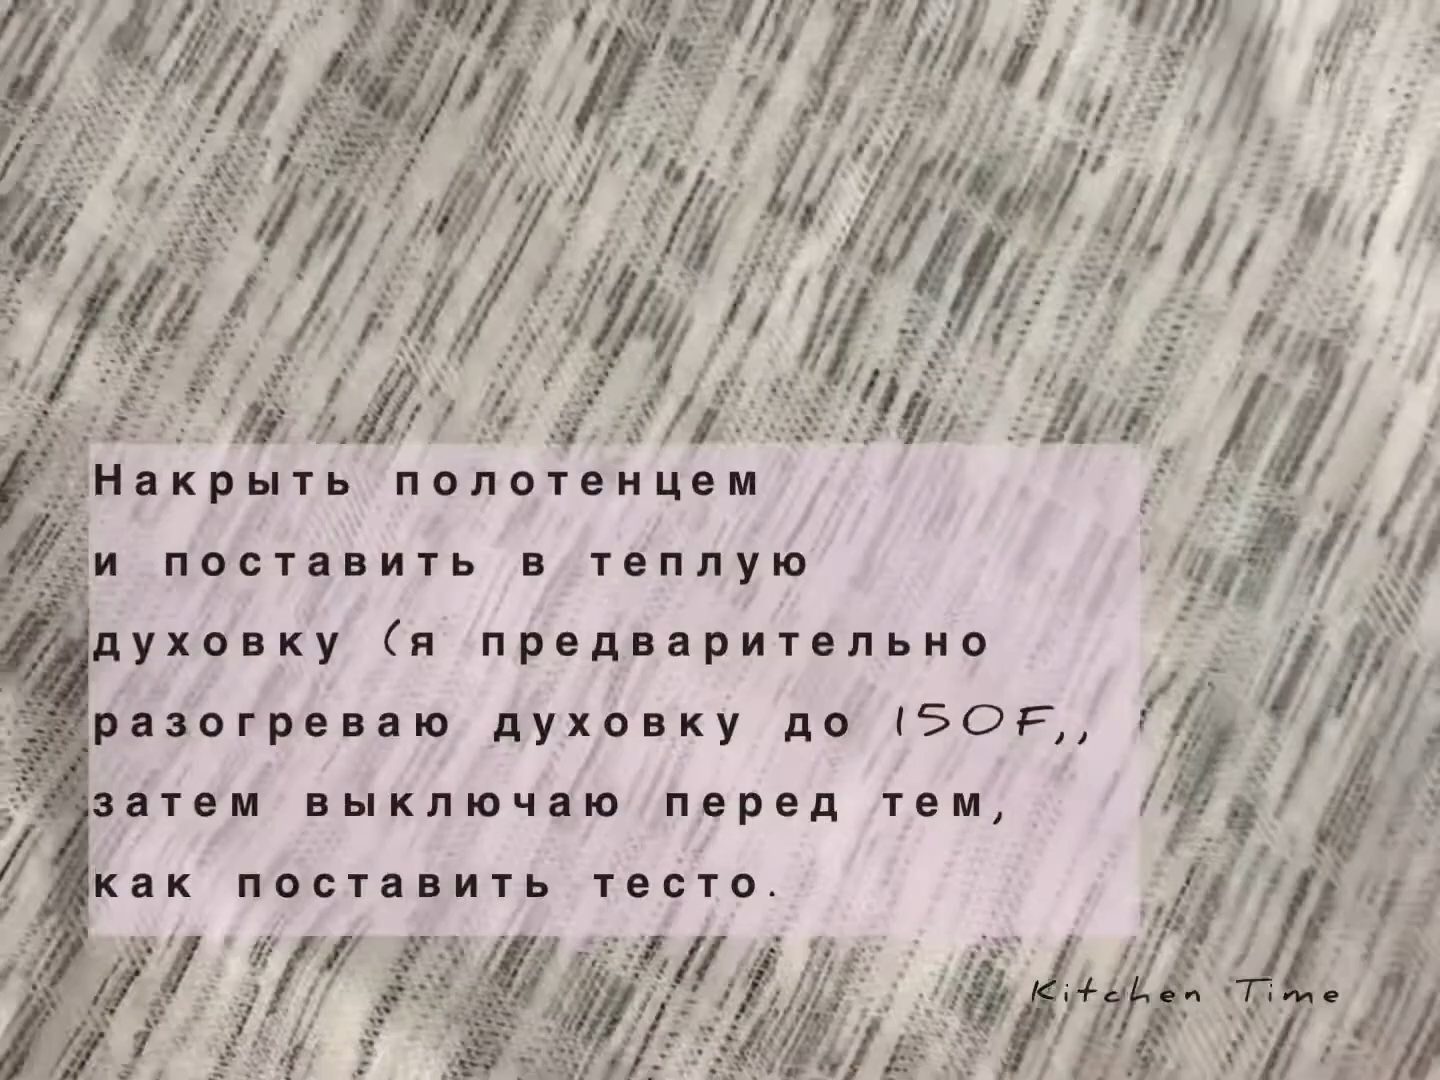 Накрыть полотенцем
и поставить в теплую
духовку (я предварительно
разогреваю духовку до 150F,,
затем выключаю перед тем,
как поставить тесто.
Kitchen Time